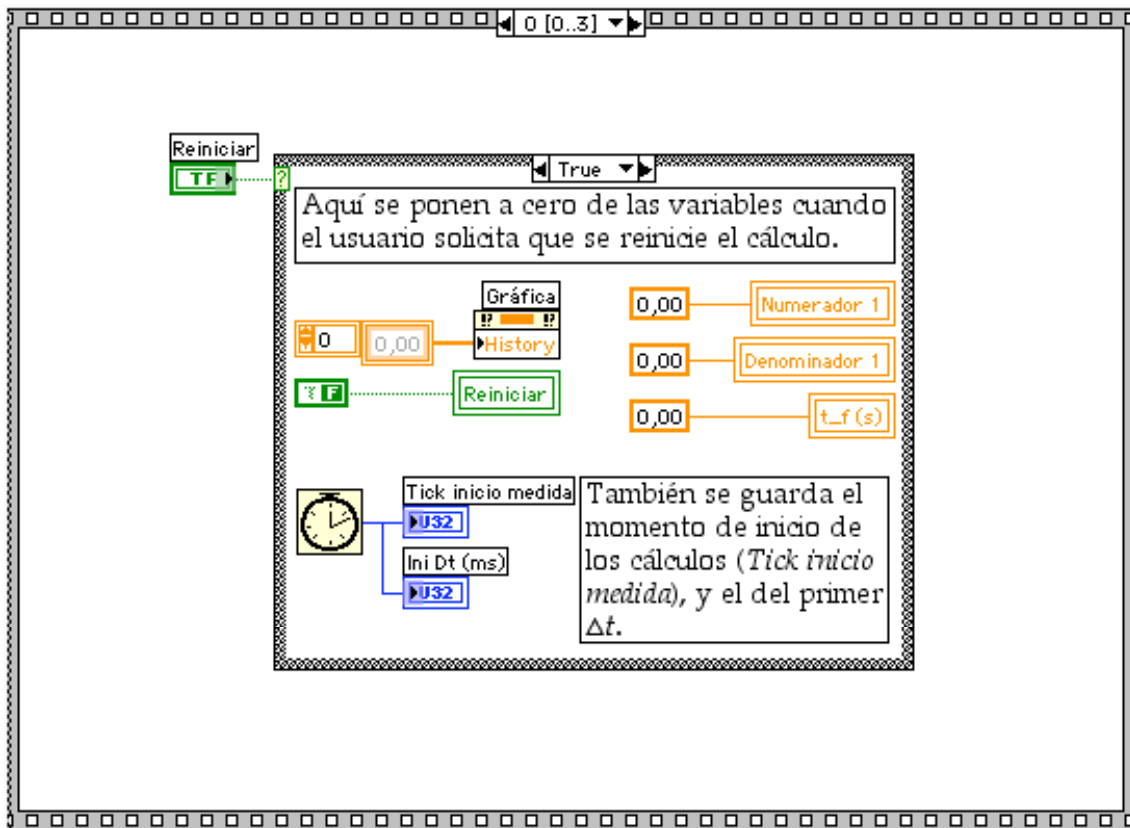 0 [0..3]
Reiniciar
TF
?
True
Aquí se ponen a cero de las variables cuando
el usuario solicita que se reinicie el cálculo.
Gráfica
!? !?
History
0
0,00
F
Reiniciar
0,00
Numerador 1
0,00
Denominador 1
0,00
t_f (s)
Tick inicio medida
U32
Ini Dt (ms)
U32
También se guarda el
momento de inicio de
los cálculos (Tick inicio
medida), y el del primer
Δt.